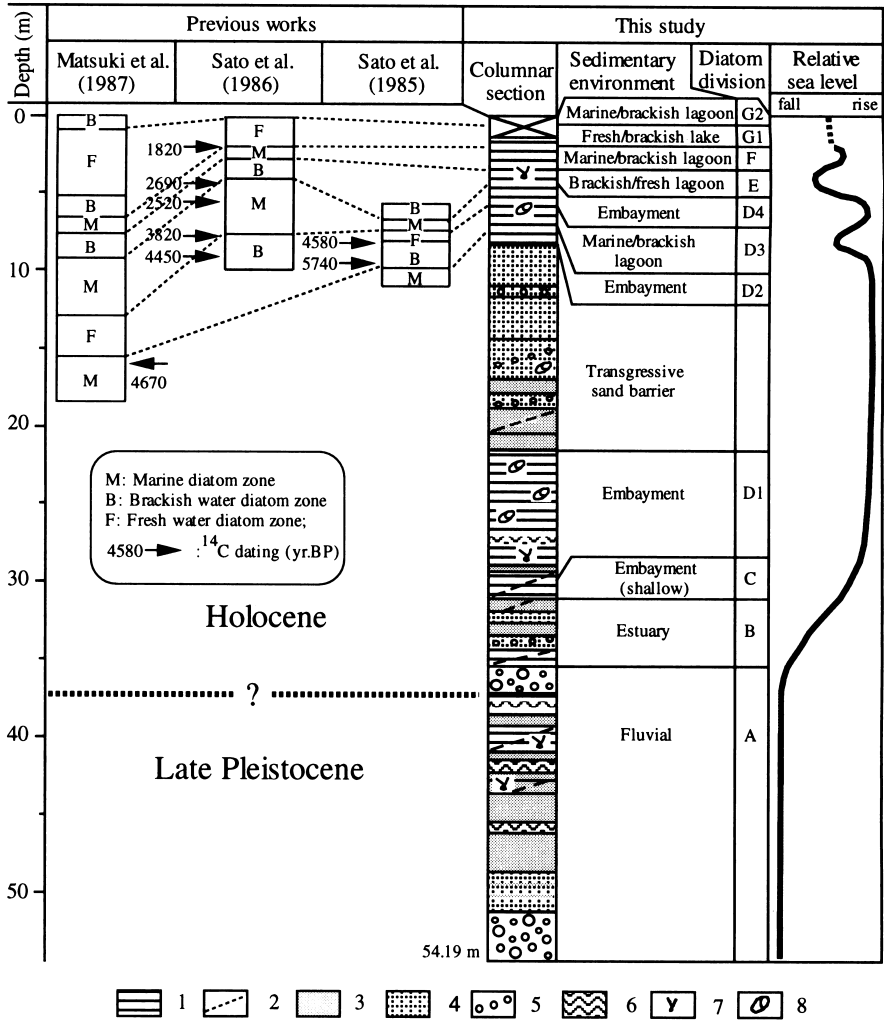 Depth (m)
Previous works
This study
Matsuki et al.
(1987)
Sato et al.
(1986)
Sato et al.
(1985)
Columnar
section
Sedimentary
environment
Diatom
division
Relative
sea level
fall rise
0
10
20
30
40
50
B
F
B
M
B
M
F
M
4670
F
M
B
M
B
1820
2690
2520
3820
4450
B
M
F
B
M
4580
5740
Marine/brackish lagoon G2
Fresh/brackish lake G1
Marine/brackish lagoon F
Brackish/fresh lagoon E
Embayment D4
Marine/brackish
lagoon
D3
Embayment D2
Transgressive
sand barrier
Embayment D1
Embayment
(shallow)
C
Estuary B
Fluvial A
M: Marine diatom zone
B: Brackish water diatom zone
F: Fresh water diatom zone;
4580 : 14C dating (yr.BP)
Holocene
?
Late Pleistocene
54.19 m
1 2 3 4 5 6 7 8